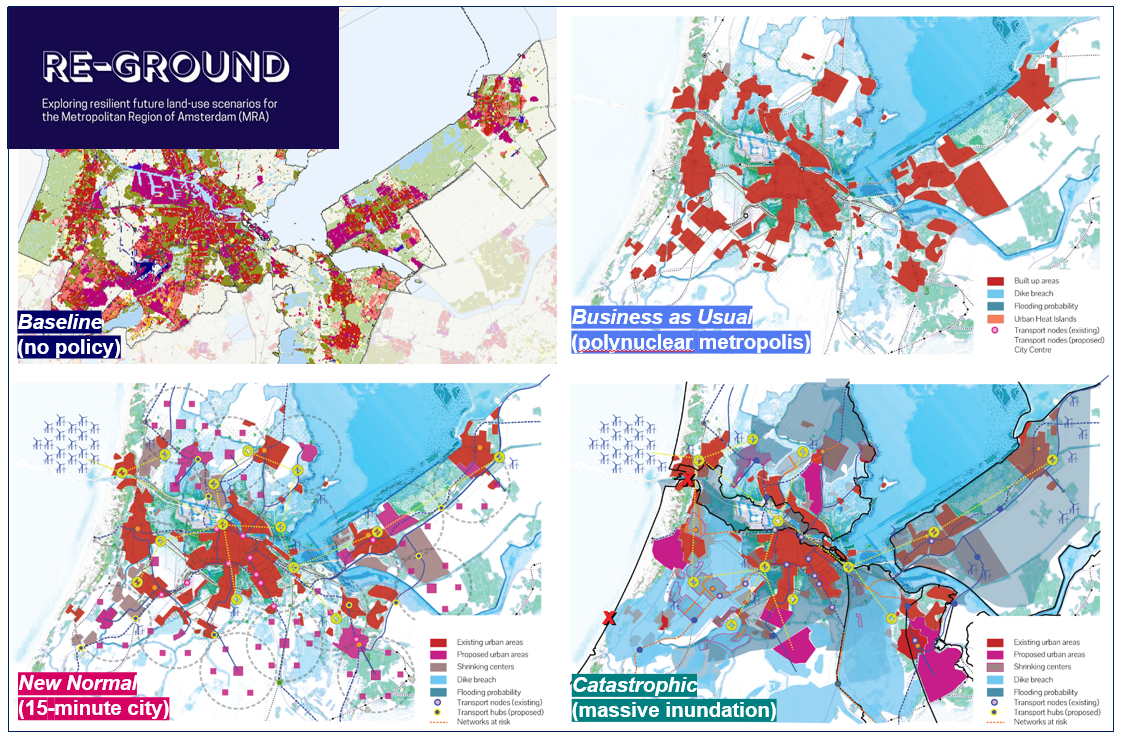 RE-GROUND
Exploring resilient future land-use scenarios for
the Metropolitan Region of Amsterdam (MRA)
Baseline
(no policy)
Business as Usual
(polynuclear metropolis)
Built up areas
Dike breach
Flooding probability
Urban Heat Islands
Transport nodes (existing)
Transport nodes (proposed)
City Centre
New Normal
(15-minute city)
Existing urban areas
Proposed urban areas
Shrinking centers
Dike breach
Flooding probability
Transport nodes (existing)
Transport hubs (proposed)
Networks at risk
X
X
Catastrophic
(massive inundation)
Existing urban areas
Proposed urban areas
Shrinking centers
Dike breach
Flooding probability
Transport nodes (existing)
Transport hubs (proposed)
Networks at risk